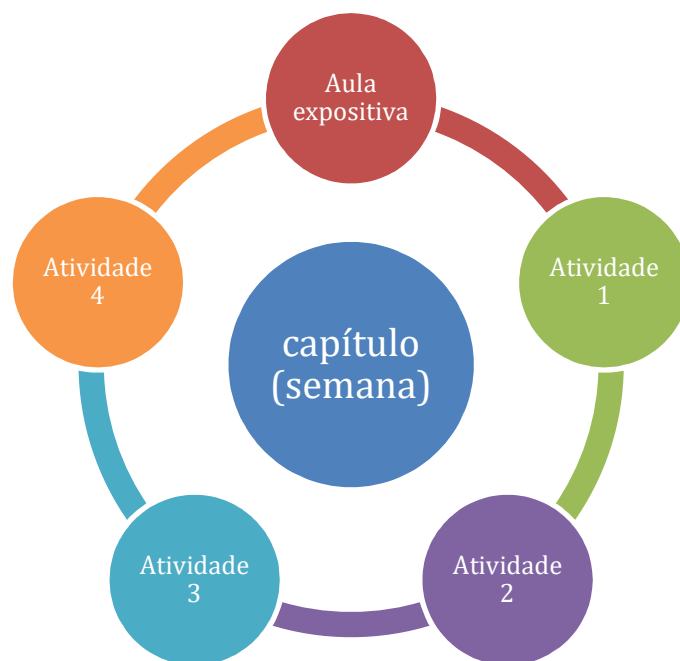 Aula
expositiva
Atividade
1
Atividade
2
Atividade
3
Atividade
4
capítulo
(semana)